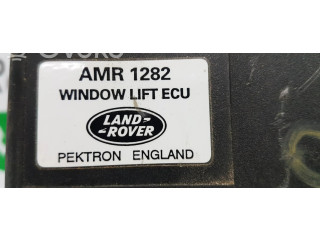 AMR 1282
WINDOW LIFT ECU
LAND-
-ROVER
PEKTRON ENGLAND